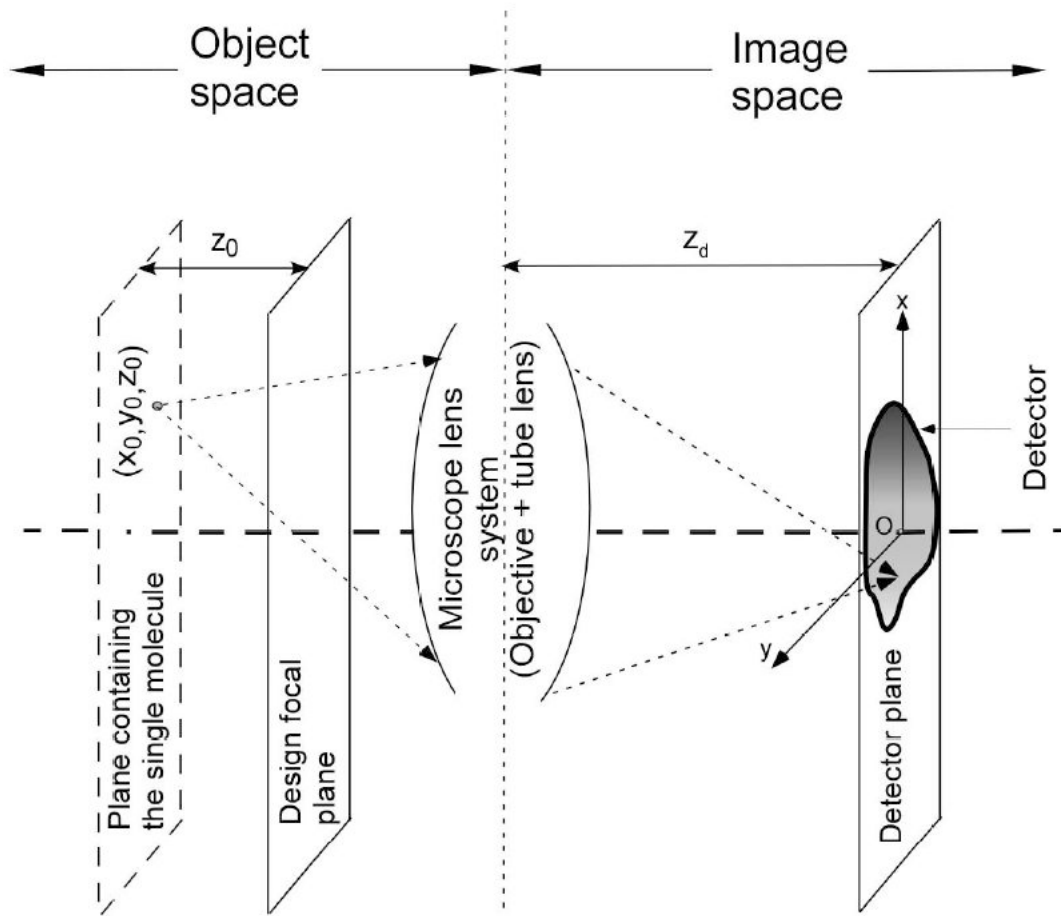 Object
space
Image
space
z₀
z_d
(x₀,y₀,z₀)
Plane containing
the single molecule
Design focal
plane
Microscope lens
system
(Objective + tube lens)
x
O
y
Detector
Detector plane